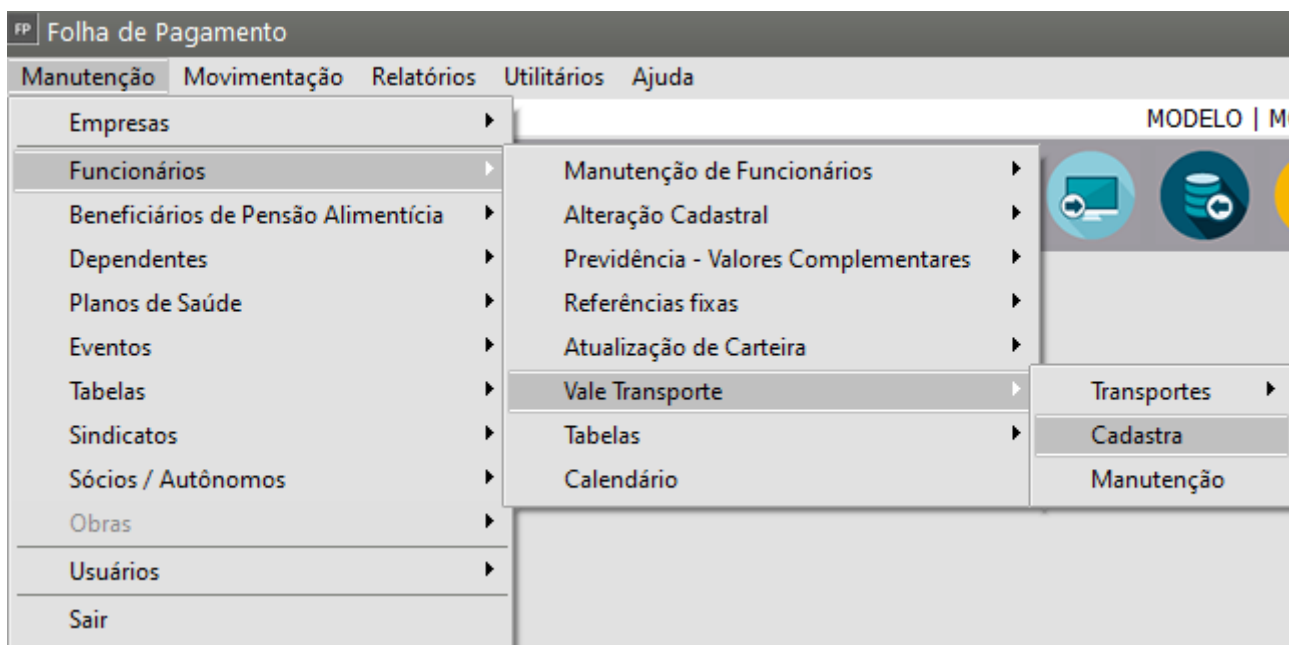 FP Folha de Pagamento
Manutenção Movimentação Relatórios Utilitários Ajuda
MODELO | M
Empresas
Funcionários
Beneficiários de Pensão Alimentícia
Dependentes
Planos de Saúde
Eventos
Tabelas
Sindicatos
Sócios / Autônomos
Obras
Usuários
Sair
Manutenção de Funcionários
Alteração Cadastral
Previdência - Valores Complementares
Referências fixas
Atualização de Carteira
Vale Transporte
Tabelas
Calendário
Transportes
Cadastra
Manutenção